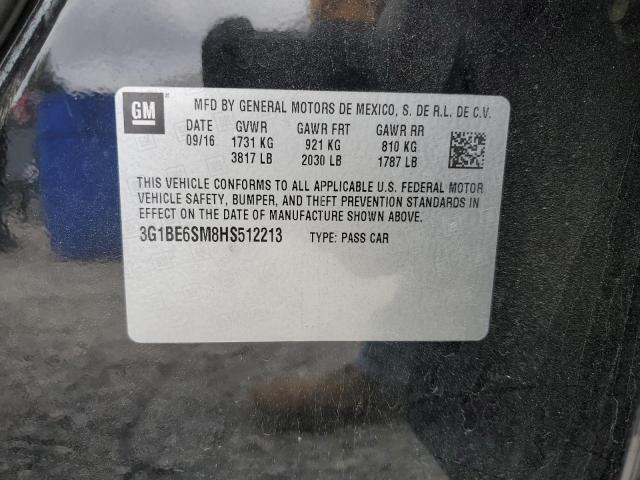 GM MFD BY GENERAL MOTORS DE MEXICO, S. DE R.L. DE C.V.
DATE GVWR GAWR FRT GAWR RR
09/16 1731 KG 921 KG 810 KG
3817 LB 2030 LB 1787 LB
THIS VEHICLE CONFORMS TO ALL APPLICABLE U.S. FEDERAL MOTOR
VEHICLE SAFETY, BUMPER, AND THEFT PREVENTION STANDARDS IN
EFFECT ON THE DATE OF MANUFACTURE SHOWN ABOVE.
3G1BE6SM8HS512213 TYPE: PASS CAR